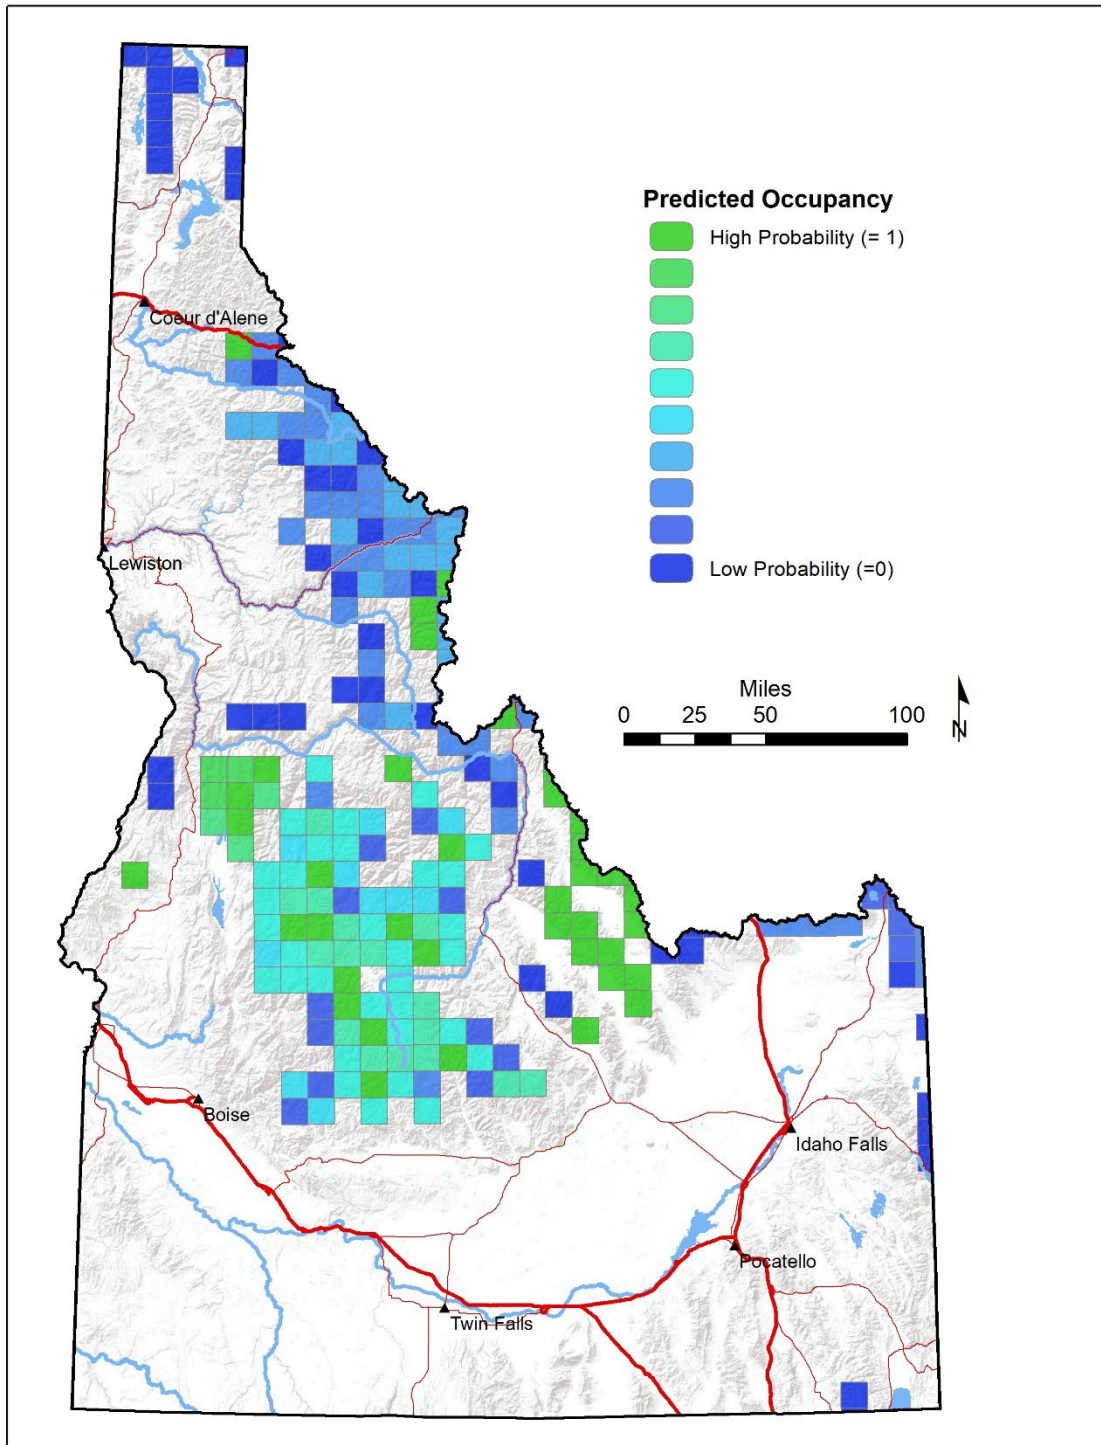 Predicted Occupancy
High Probability (= 1)
Low Probability (=0)
Coeur d'Alene
Lewiston
Miles
0 25 50 100
N
Boise
Idaho Falls
Pocatello
Twin Falls